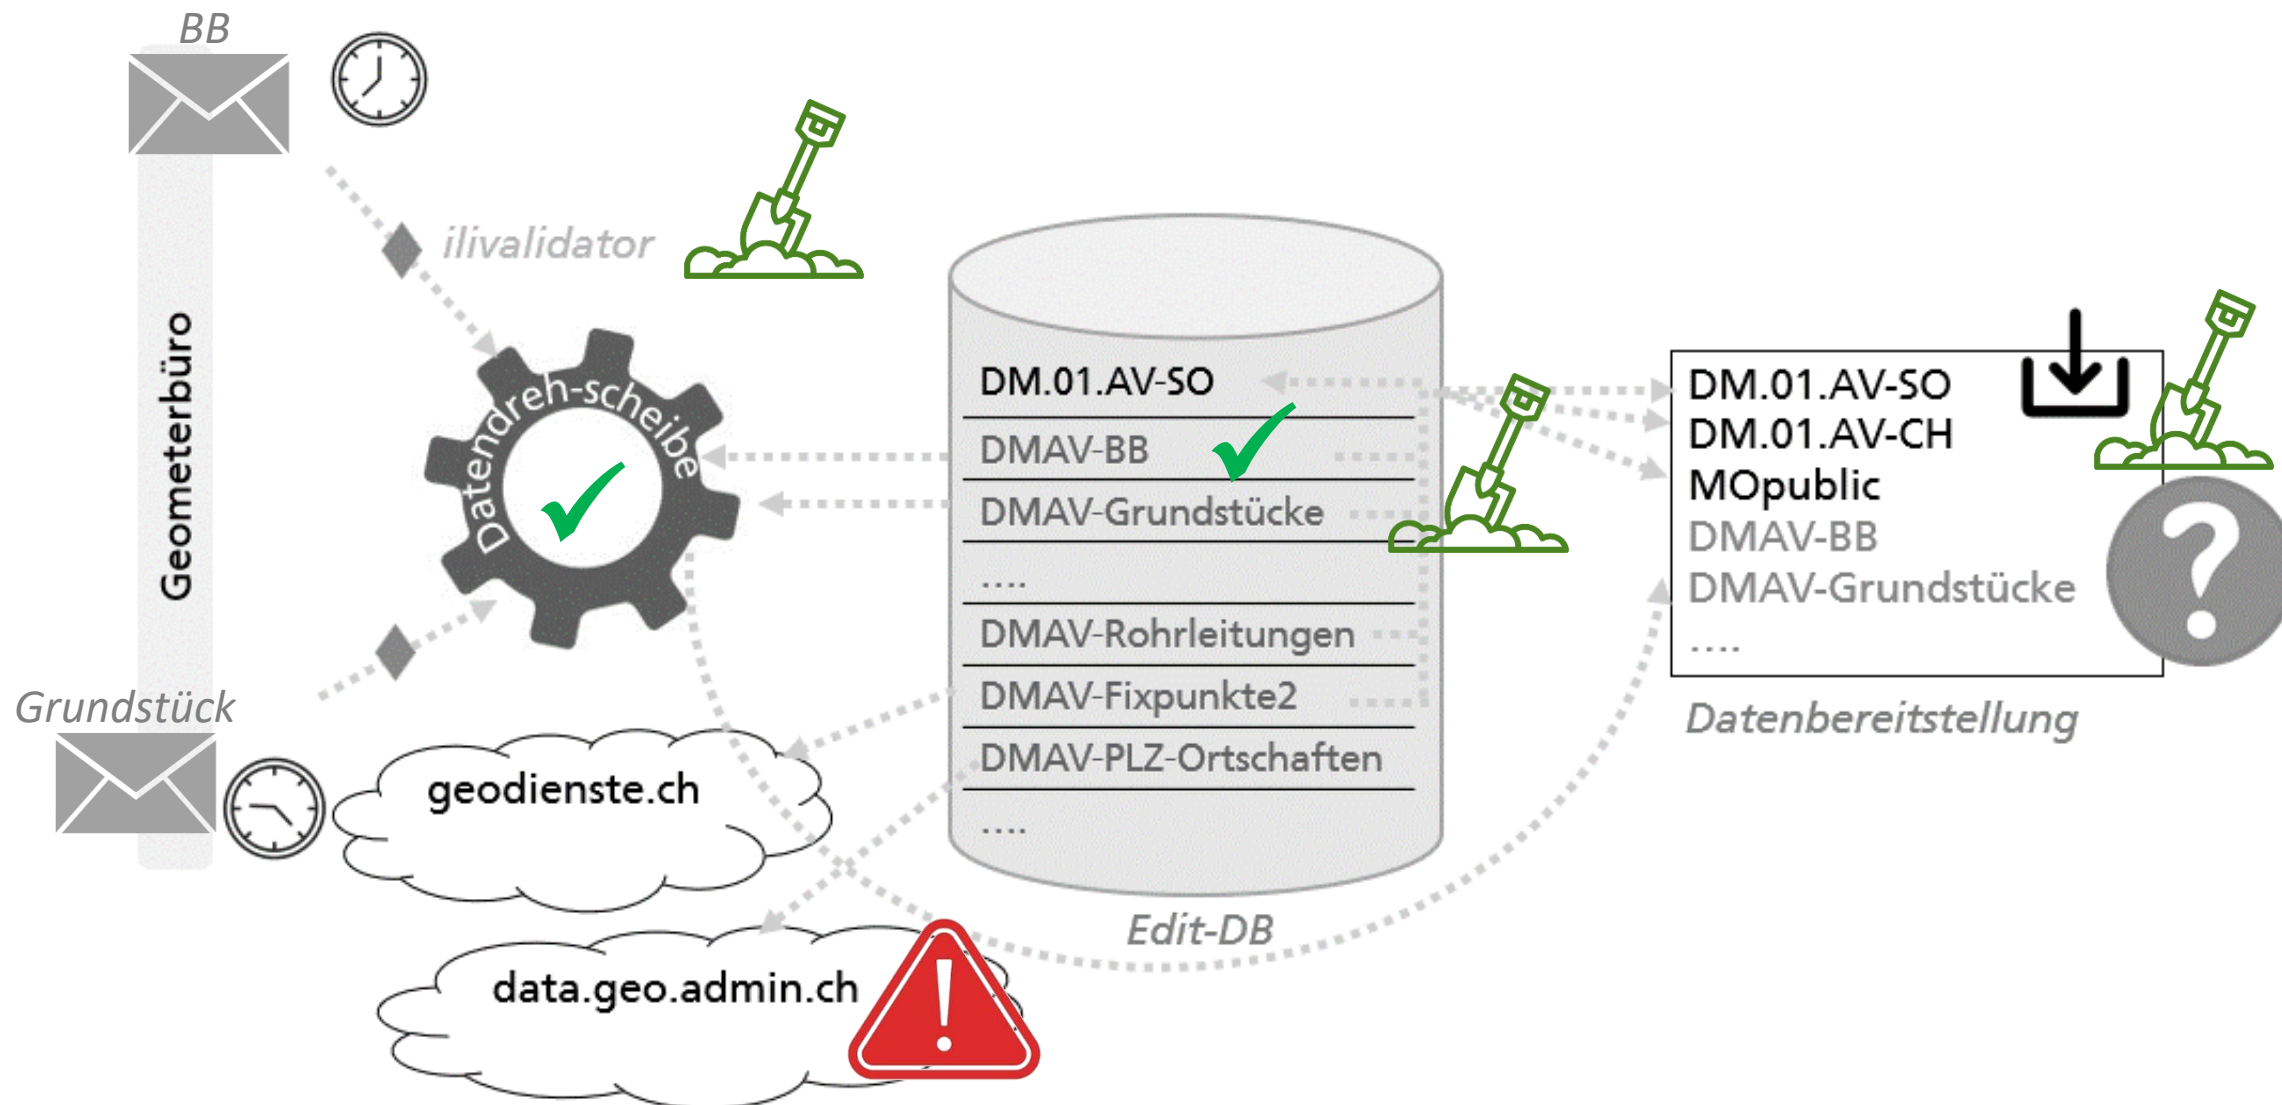 BB
Geometerbüro
Grundstück
ilivalidator
Datendreh-scheibe
geodienste.ch
data.geo.admin.ch
DM.01.AV-SO
DMAV-BB
DMAV-Grundstücke
....
DMAV-Rohrleitungen
DMAV-Fixpunkte2
DMAV-PLZ-Ortschaften
....
Edit-DB
DM.01.AV-SO
DM.01.AV-CH
MOpublic
DMAV-BB
DMAV-Grundstücke
....
Datenbereitstellung
?
!